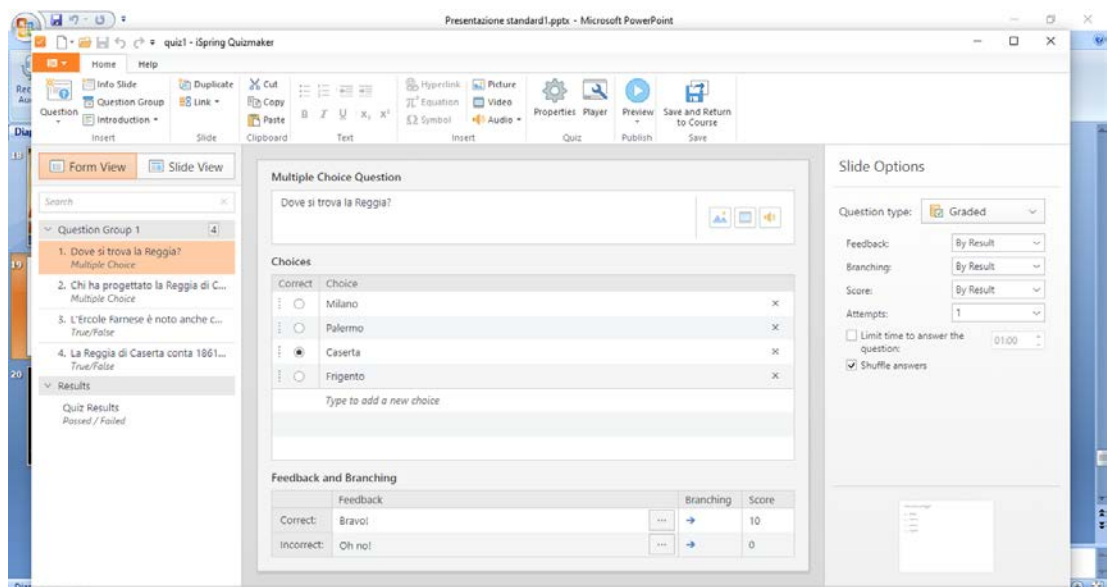 Presentazione standard1.pptx - Microsoft PowerPoint
quiz1 - iSpring Quizmaker
Home Help
Question
Info Slide
Question Group
Introduction
Insert
Duplicate
Link
Slide
Cut
Copy
Paste
Clipboard
B I U X₂ X²
Text
Hyperlink
Equation
Symbol
Picture
Video
Audio
Insert
Properties Player
Quiz
Preview
Publish
Save and Return
to Course
Save
Form View Slide View
Search
Question Group 1 4
1. Dove si trova la Reggia?
Multiple Choice
2. Chi ha progettato la Reggia di C...
Multiple Choice
3. L'Ercole Farnese è noto anche c...
True/False
4. La Reggia di Caserta conta 1861...
True/False
Results
Quiz Results
Passed / Failed
Multiple Choice Question
Dove si trova la Reggia?
Choices
Correct Choice
Milano
Palermo
Caserta
Frigento
Type to add a new choice
Feedback and Branching
Feedback Branching Score
Correct: Bravo! ... 10
Incorrect: Oh no! ... 0
Slide Options
Question type: Graded
Feedback: By Result
Branching: By Result
Score: By Result
Attempts: 1
Limit time to answer the
question: 01:00
Shuffle answers
19
20